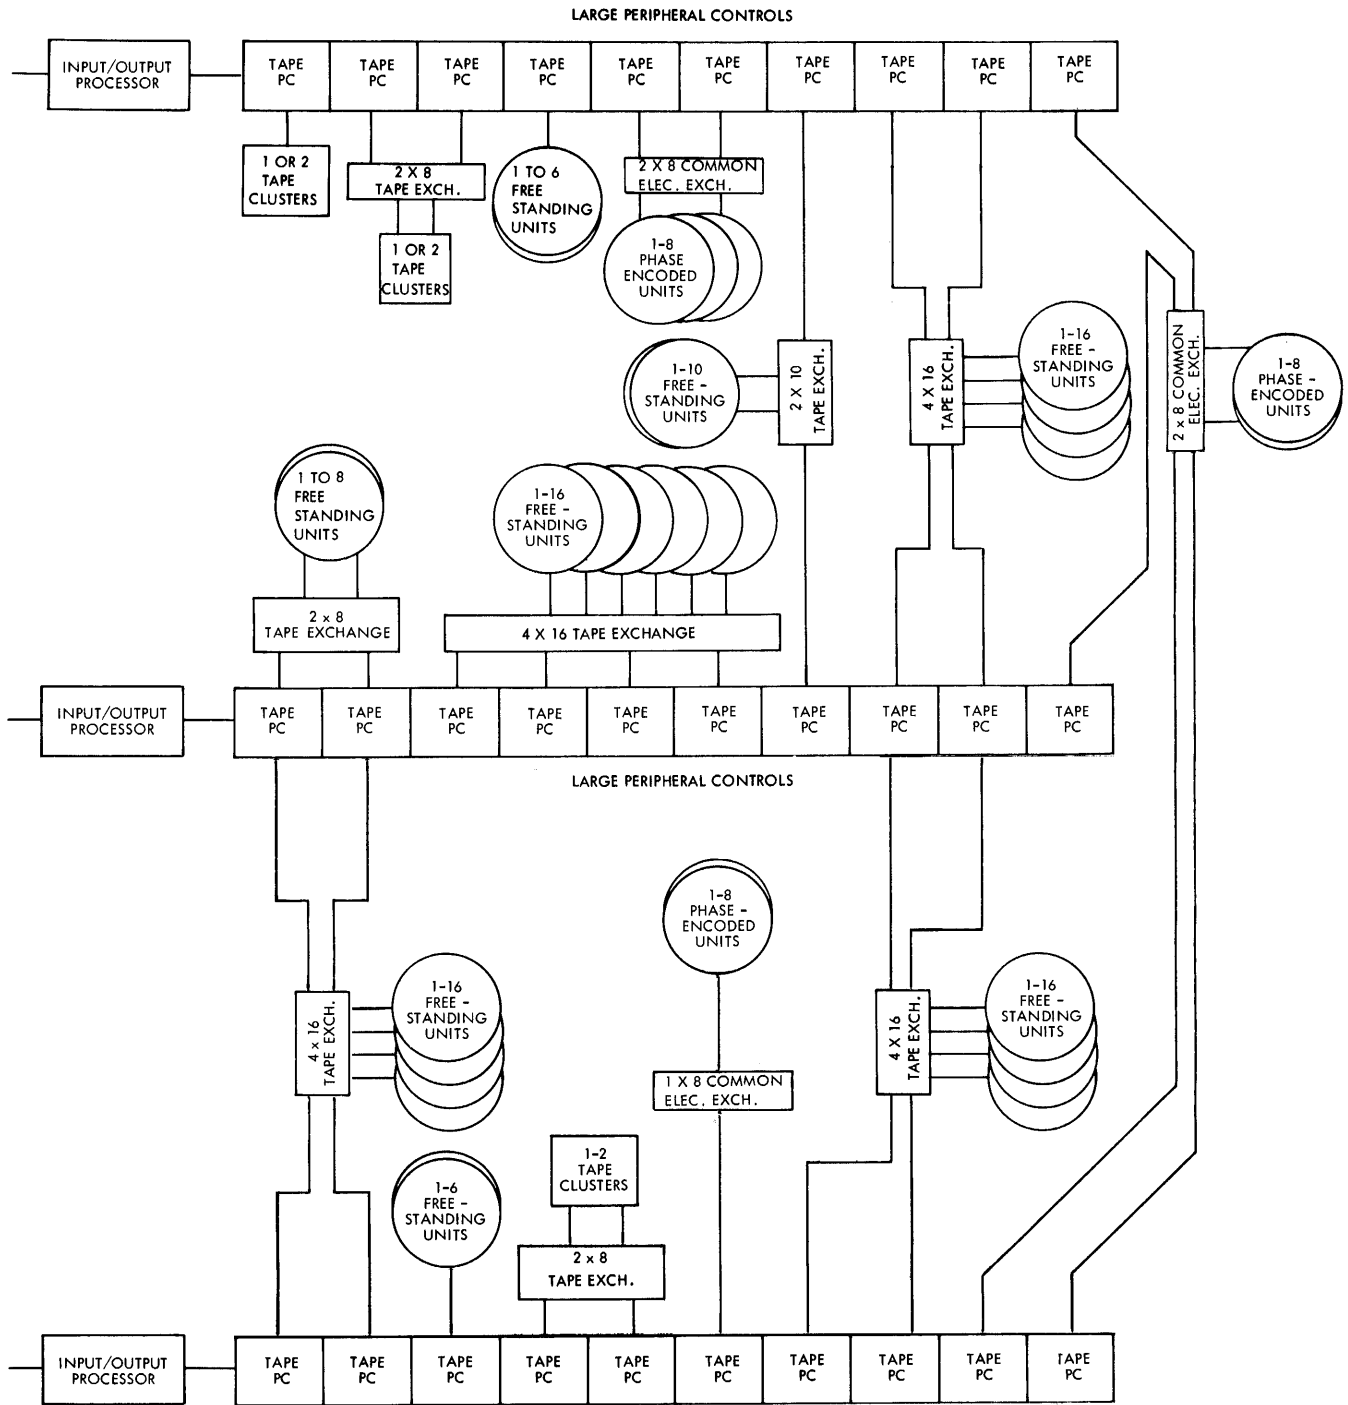 LARGE PERIPHERAL CONTROLS
INPUT/OUTPUT
PROCESSOR
TAPE
PC
TAPE
PC
TAPE
PC
TAPE
PC
TAPE
PC
TAPE
PC
TAPE
PC
TAPE
PC
TAPE
PC
TAPE
PC
1 OR 2
TAPE
CLUSTERS
2 X 8
TAPE EXCH.
1 OR 2
TAPE
CLUSTERS
1 TO 6
FREE
STANDING
UNITS
2 X 8 COMMON
ELEC. EXCH.
1-8
PHASE
ENCODED
UNITS
1-10
FREE -
STANDING
UNITS
2 X 10
TAPE EXCH.
4 X 16
TAPE EXCH.
1-16
FREE -
STANDING
UNITS
2 x 8 COMMON
ELEC. EXCH.
1-8
PHASE -
ENCODED
UNITS
1 TO 8
FREE
STANDING
UNITS
2 x 8
TAPE EXCHANGE
1-16
FREE -
STANDING
UNITS
4 X 16 TAPE EXCHANGE
INPUT/OUTPUT
PROCESSOR
TAPE
PC
TAPE
PC
TAPE
PC
TAPE
PC
TAPE
PC
TAPE
PC
TAPE
PC
TAPE
PC
TAPE
PC
TAPE
PC
LARGE PERIPHERAL CONTROLS
4 x 16
TAPE EXCH.
1-16
FREE -
STANDING
UNITS
1-8
PHASE -
ENCODED
UNITS
1 X 8 COMMON
ELEC. EXCH.
4 X 16
TAPE EXCH.
1-16
FREE -
STANDING
UNITS
1-6
FREE -
STANDING
UNITS
1-2
TAPE
CLUSTERS
2 x 8
TAPE EXCH.
INPUT/OUTPUT
PROCESSOR
TAPE
PC
TAPE
PC
TAPE
PC
TAPE
PC
TAPE
PC
TAPE
PC
TAPE
PC
TAPE
PC
TAPE
PC
TAPE
PC